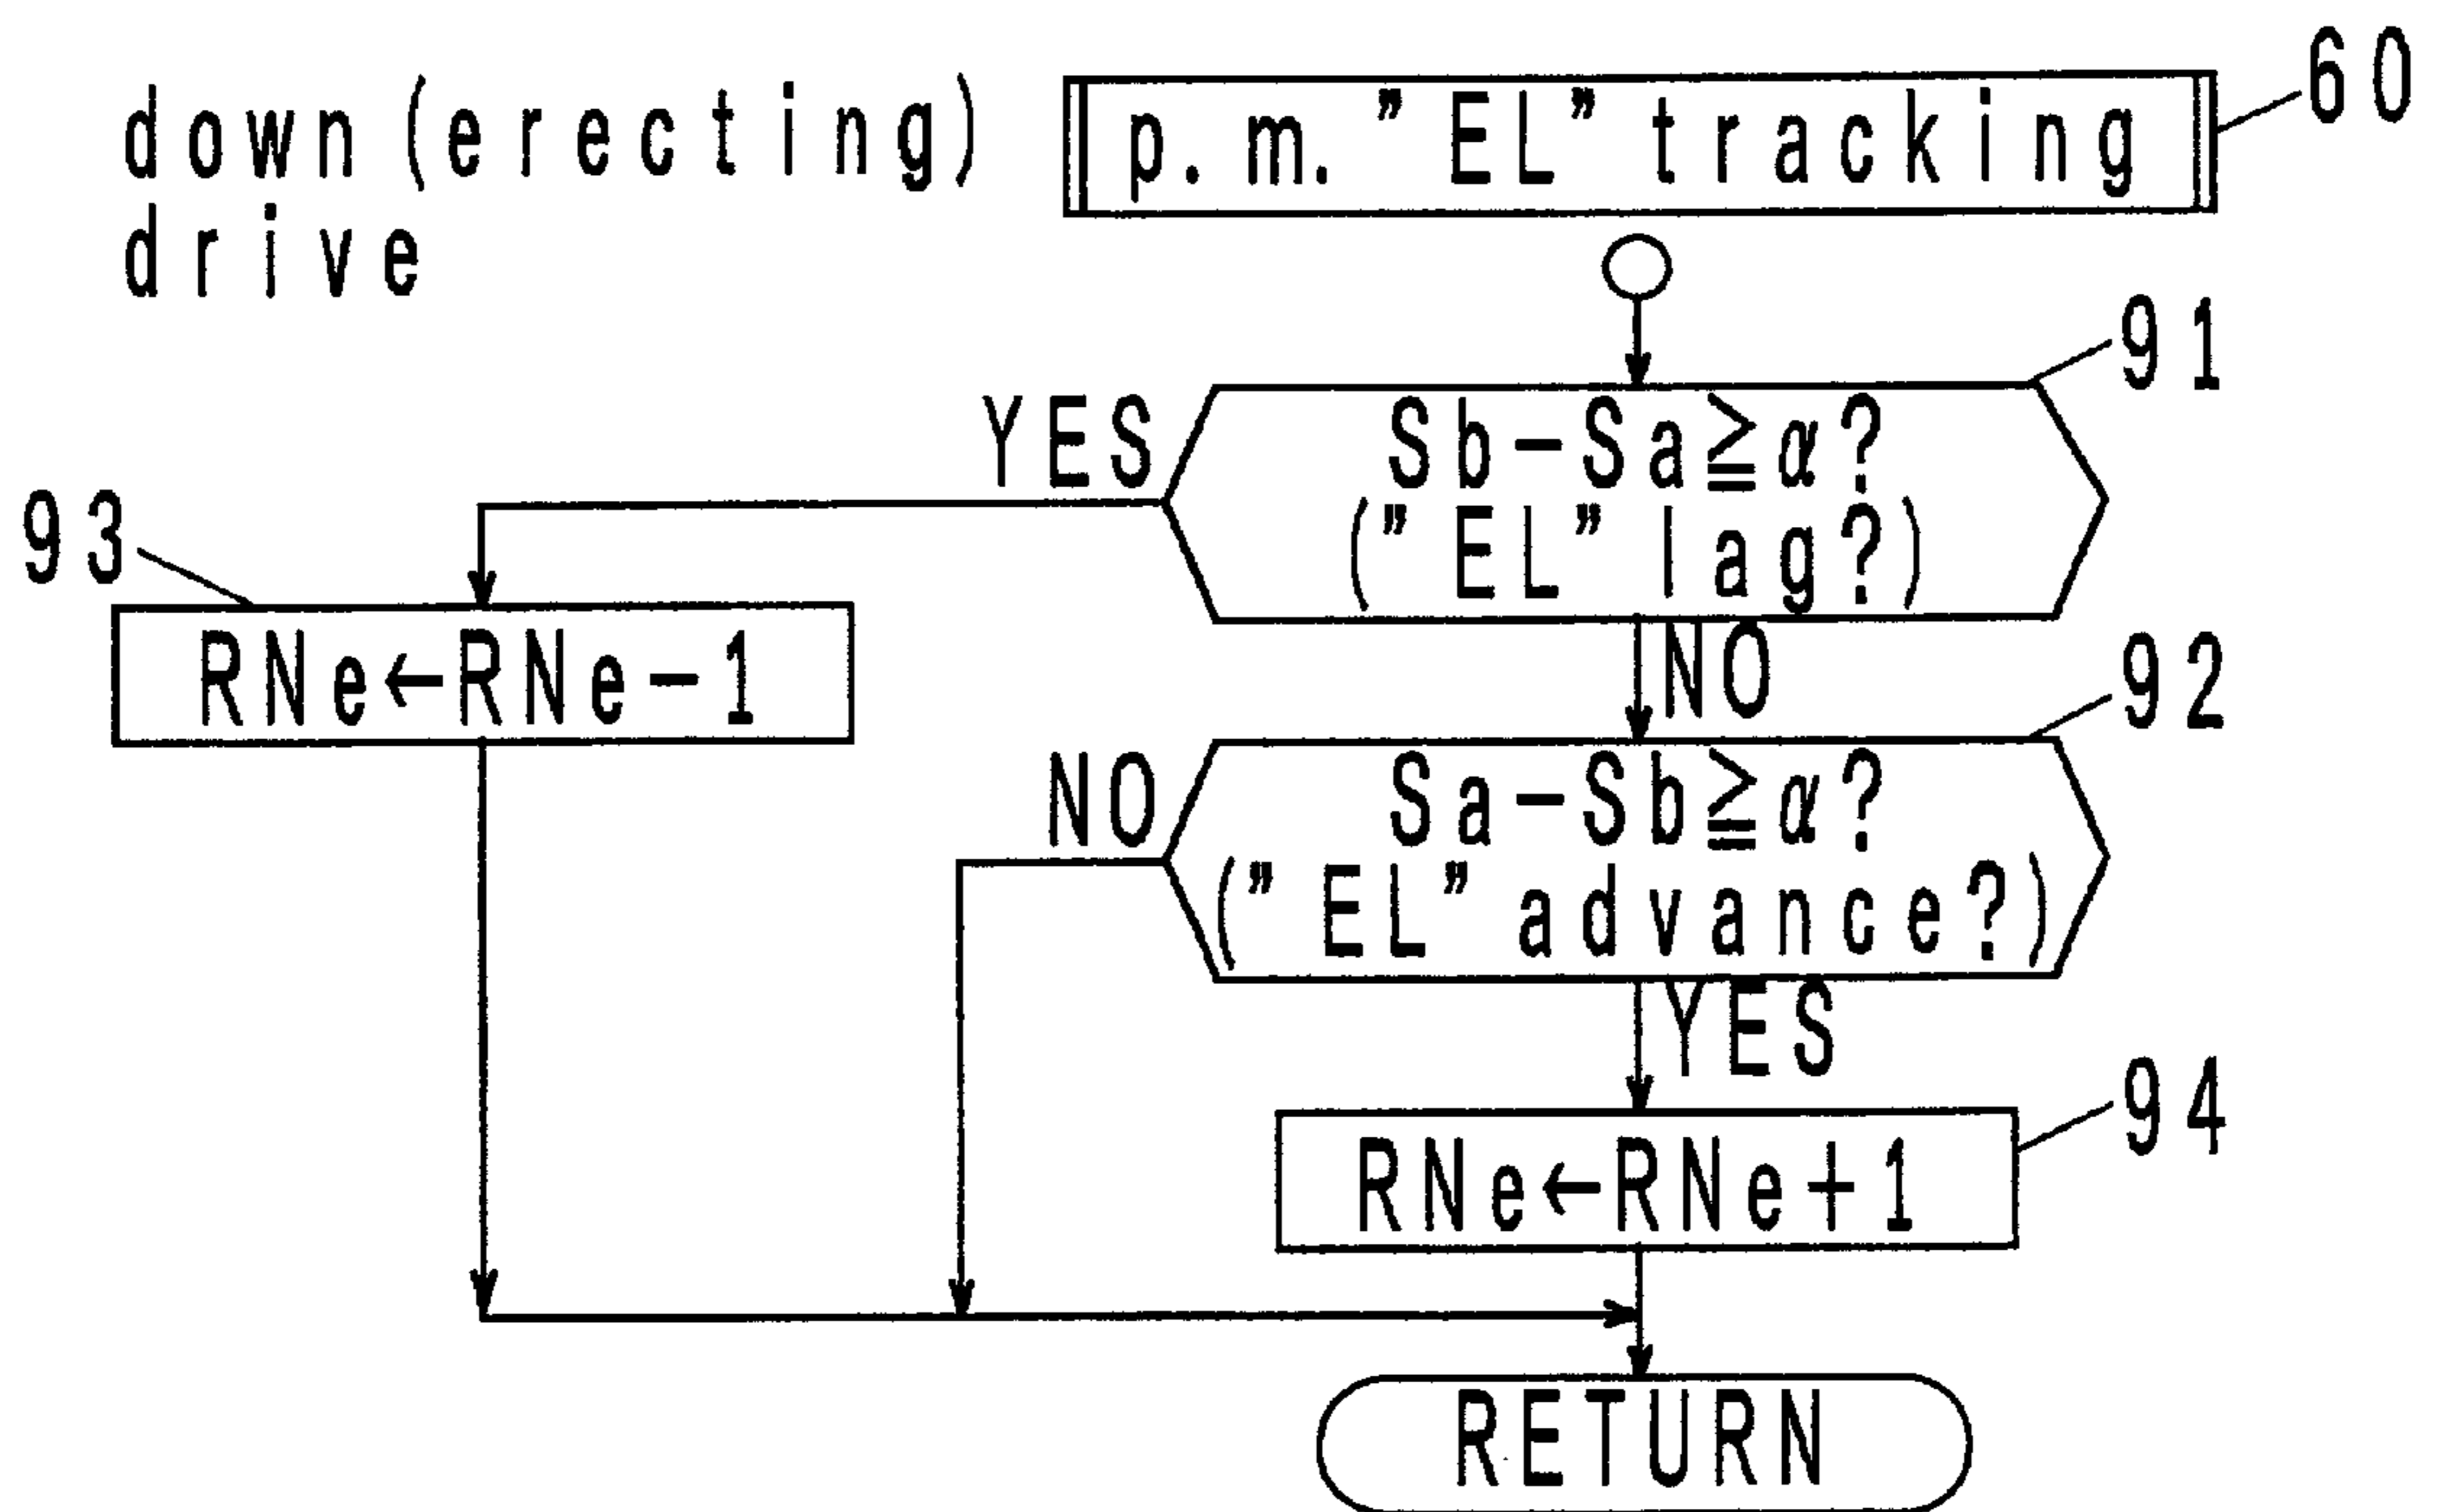 down(erecting)
drive
p.m."EL"tracking
60
91
Sb-Sa≧α?
("EL"lag?)
YES
NO
93
RNe←RNe-1
92
Sa-Sb≧α?
("EL"advance?)
NO
YES
94
RNe←RNe+1
RETURN